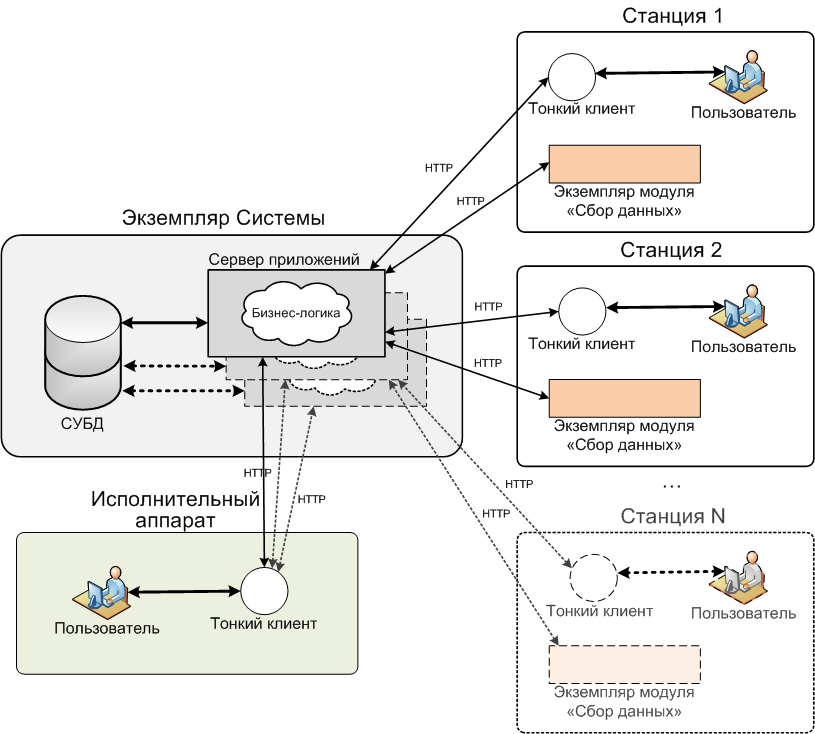 Станция 1
Тонкий клиент
Пользователь
HTTP
HTTP
Экземпляр модуля
«Сбор данных»
Экземпляр Системы
Сервер приложений
Бизнес-логика
СУБД
Станция 2
HTTP
Тонкий клиент
Пользователь
HTTP
Экземпляр модуля
«Сбор данных»
...
HTTP
HTTP
HTTP
HTTP
Исполнительный
аппарат
Пользователь
Тонкий клиент
Станция N
Тонкий клиент
Пользователь
Экземпляр модуля
«Сбор данных»